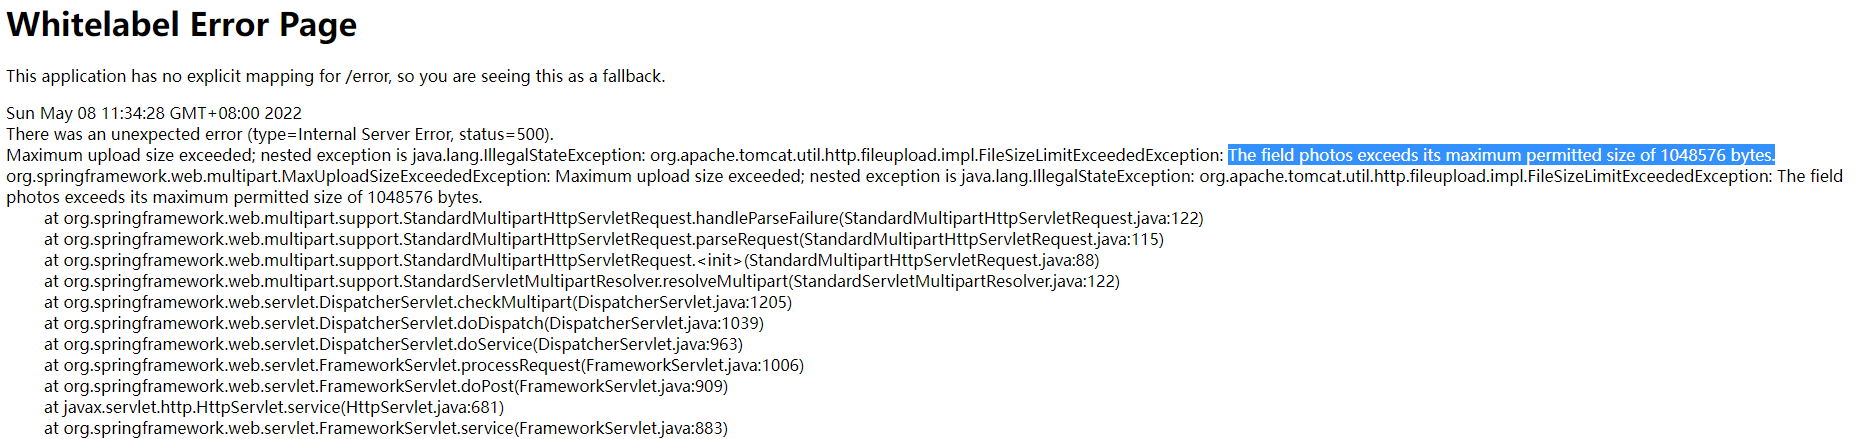 Whitelabel Error Page
This application has no explicit mapping for /error, so you are seeing this as a fallback.
Sun May 08 11:34:28 GMT+08:00 2022
There was an unexpected error (type=Internal Server Error, status=500).
Maximum upload size exceeded; nested exception is java.lang.IllegalStateException: org.apache.tomcat.util.http.fileupload.impl.FileSizeLimitExceededException: The field photos exceeds its maximum permitted size of 1048576 bytes.
org.springframework.web.multipart.MaxUploadSizeExceededException: Maximum upload size exceeded; nested exception is java.lang.IllegalStateException: org.apache.tomcat.util.http.fileupload.impl.FileSizeLimitExceededException: The field
photos exceeds its maximum permitted size of 1048576 bytes.
at org.springframework.web.multipart.support.StandardMultipartHttpServletRequest.handleParseFailure(StandardMultipartHttpServletRequest.java:122)
at org.springframework.web.multipart.support.StandardMultipartHttpServletRequest.parseRequest(StandardMultipartHttpServletRequest.java:115)
at org.springframework.web.multipart.support.StandardMultipartHttpServletRequest.<init>(StandardMultipartHttpServletRequest.java:88)
at org.springframework.web.multipart.support.StandardServletMultipartResolver.resolveMultipart(StandardServletMultipartResolver.java:122)
at org.springframework.web.servlet.DispatcherServlet.checkMultipart(DispatcherServlet.java:1205)
at org.springframework.web.servlet.DispatcherServlet.doDispatch(DispatcherServlet.java:1039)
at org.springframework.web.servlet.DispatcherServlet.doService(DispatcherServlet.java:963)
at org.springframework.web.servlet.FrameworkServlet.processRequest(FrameworkServlet.java:1006)
at org.springframework.web.servlet.FrameworkServlet.doPost(FrameworkServlet.java:909)
at javax.servlet.http.HttpServlet.service(HttpServlet.java:681)
at org.springframework.web.servlet.FrameworkServlet.service(FrameworkServlet.java:883)